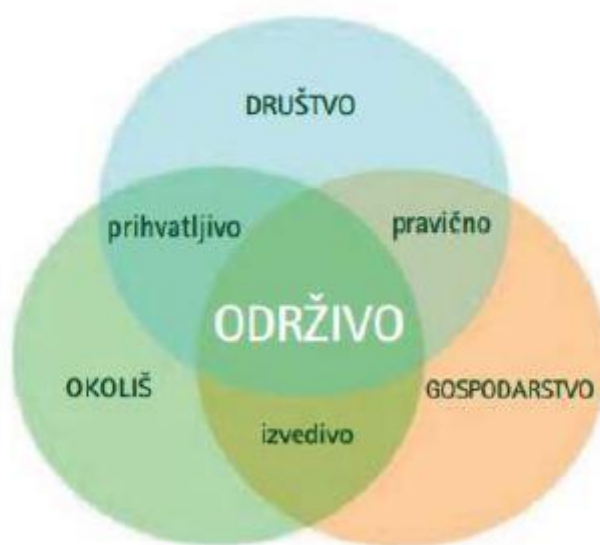 DRUŠTVO
prihvatljivo
pravično
ODRŽIVO
OKOLIŠ
GOSPODARSTVO
izvedivo